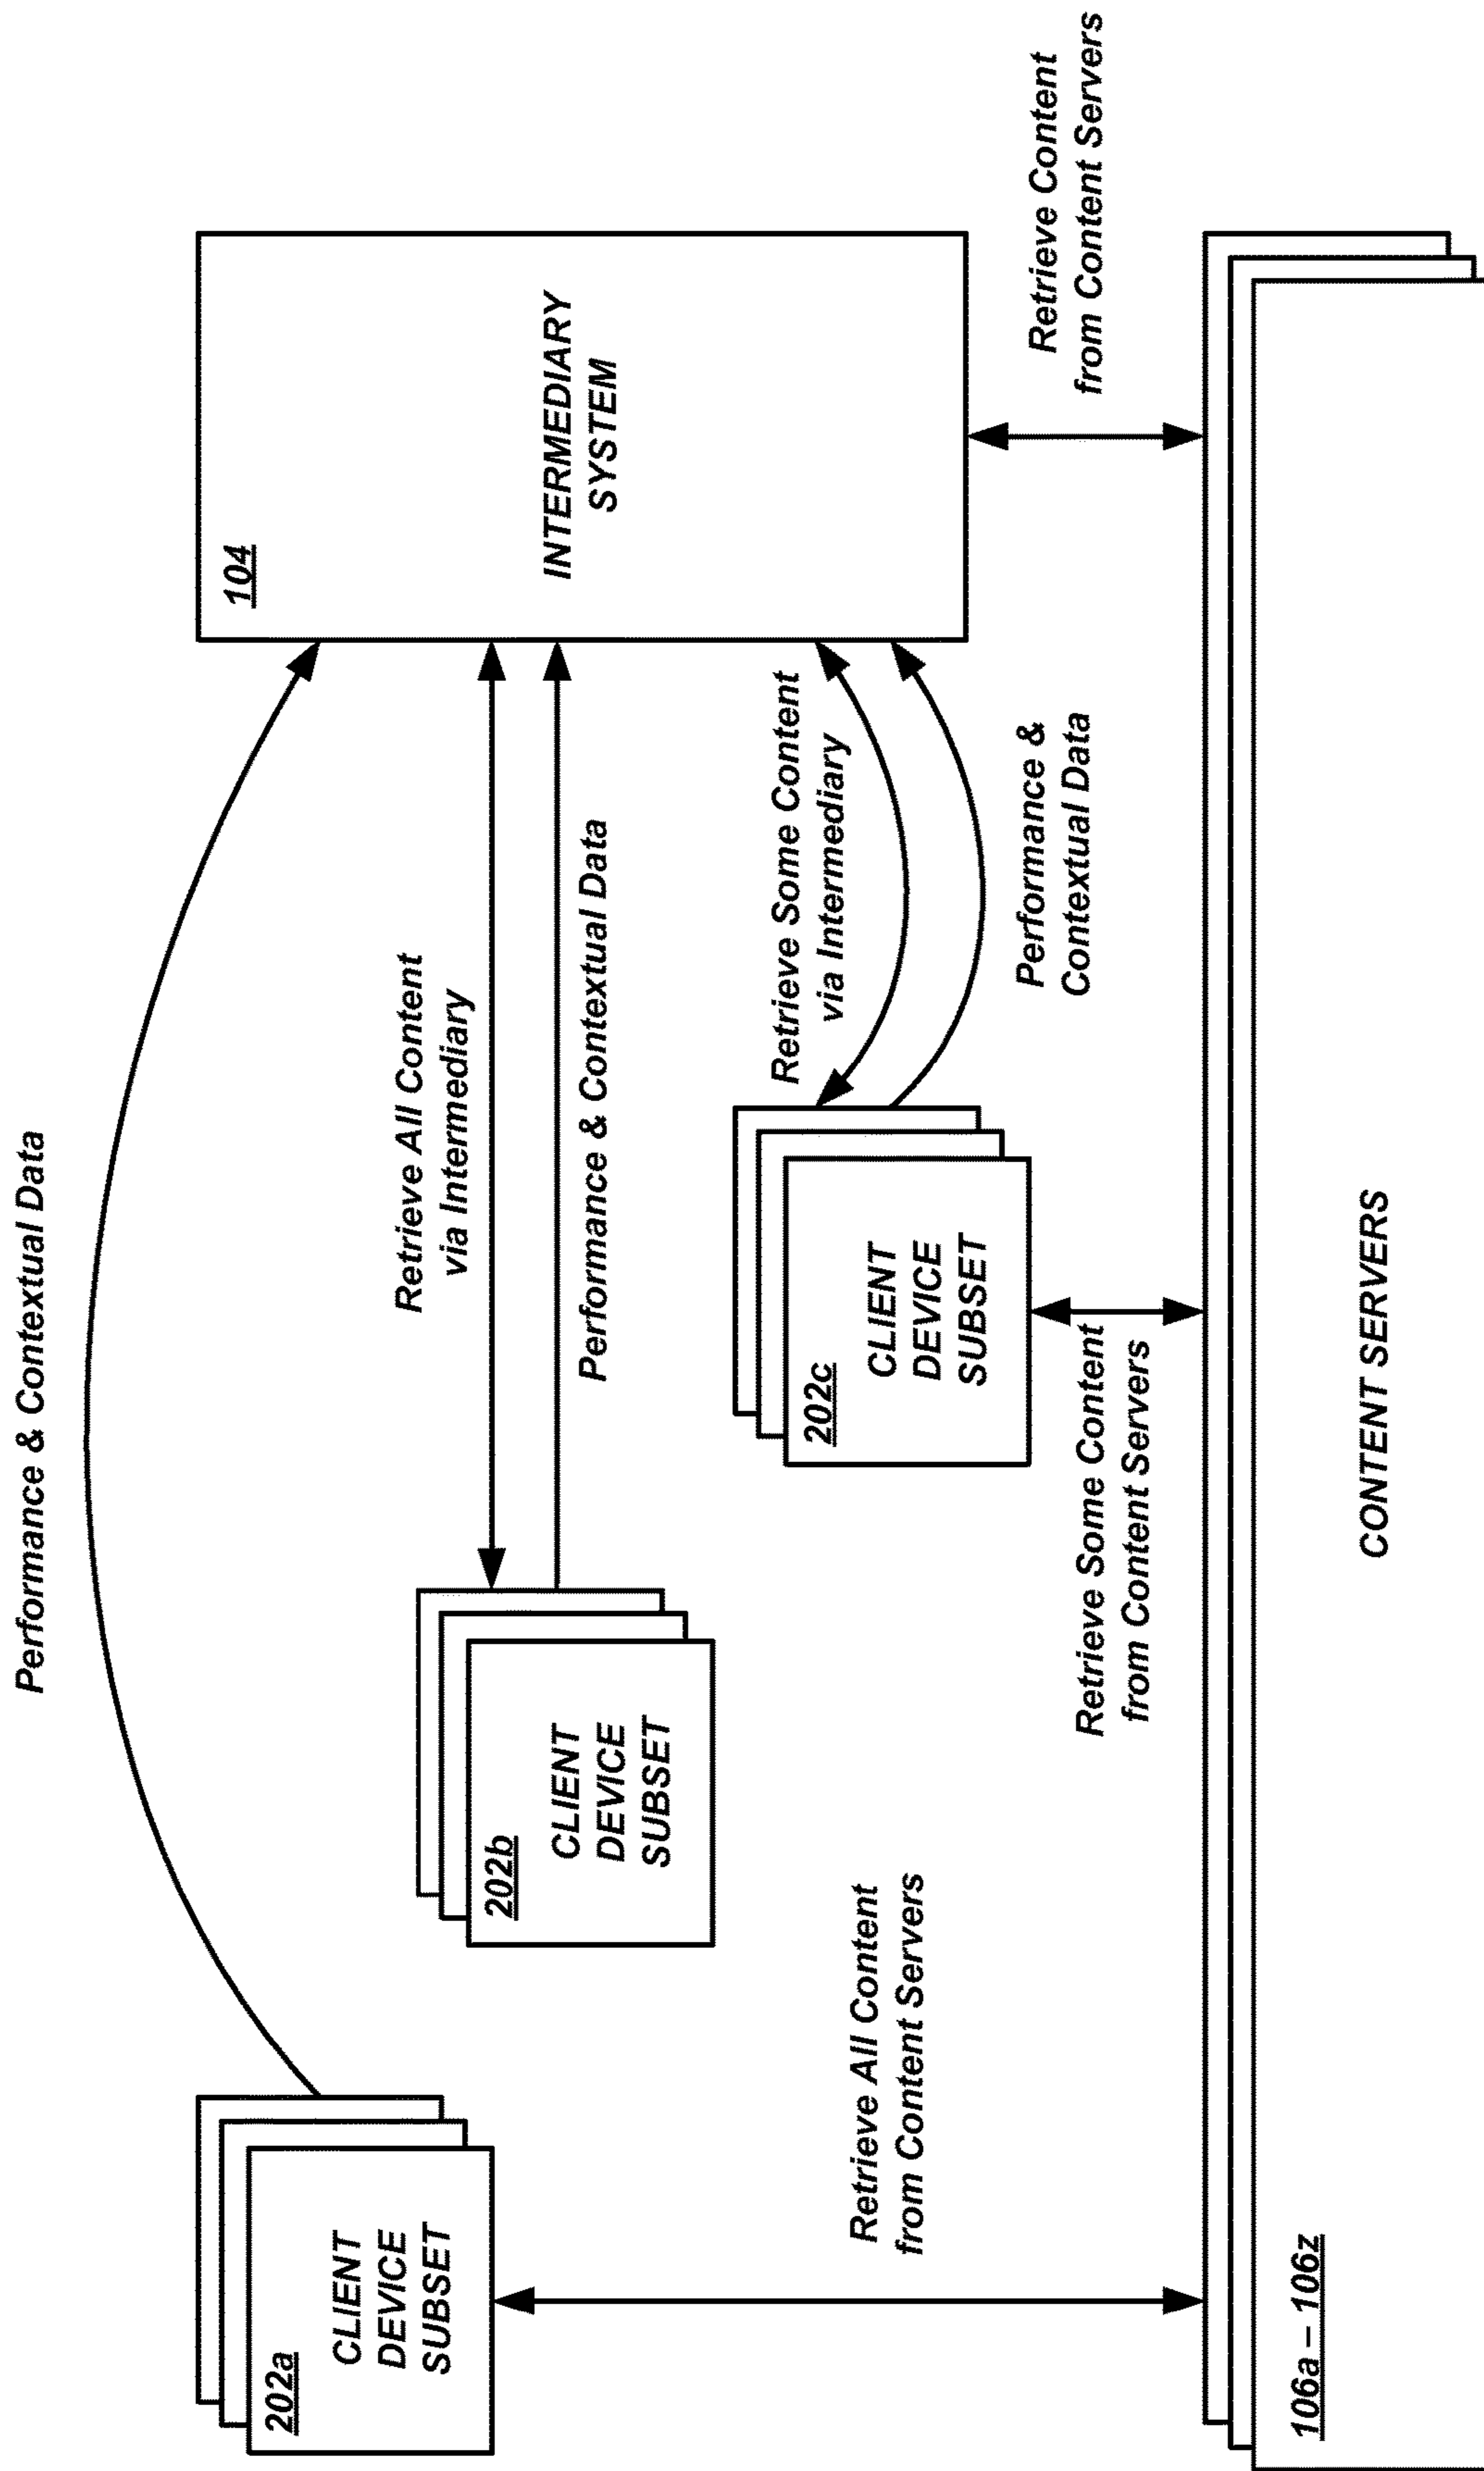 Performance & Contextual Data
202a
CLIENT
DEVICE
SUBSET
Retrieve All Content
via Intermediary
Performance & Contextual Data
202b
CLIENT
DEVICE
SUBSET
104
INTERMEDIARY
SYSTEM
Retrieve Some Content
via Intermediary
202c
CLIENT
DEVICE
SUBSET
Performance &
Contextual Data
Retrieve All Content
from Content Servers
Retrieve Some Content
from Content Servers
Retrieve Content
from Content Servers
106a – 106z
CONTENT SERVERS